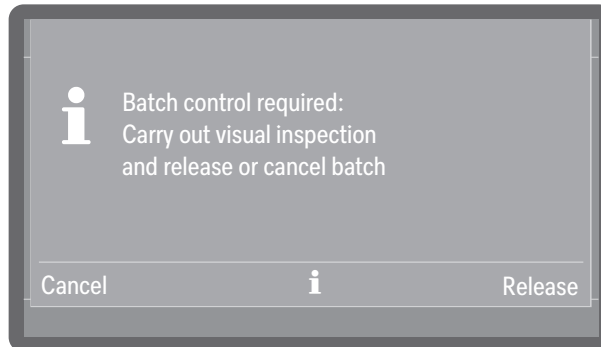 i
Batch control required:
Carry out visual inspection
and release or cancel batch
Cancel i Release